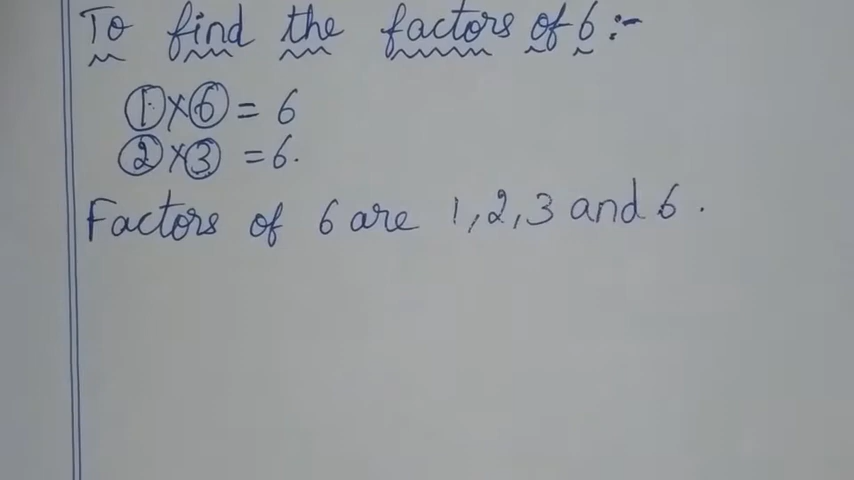 To find the factors of 6:-
1×6 = 6
2×3 = 6.
Factors of 6 are 1,2,3 and 6.